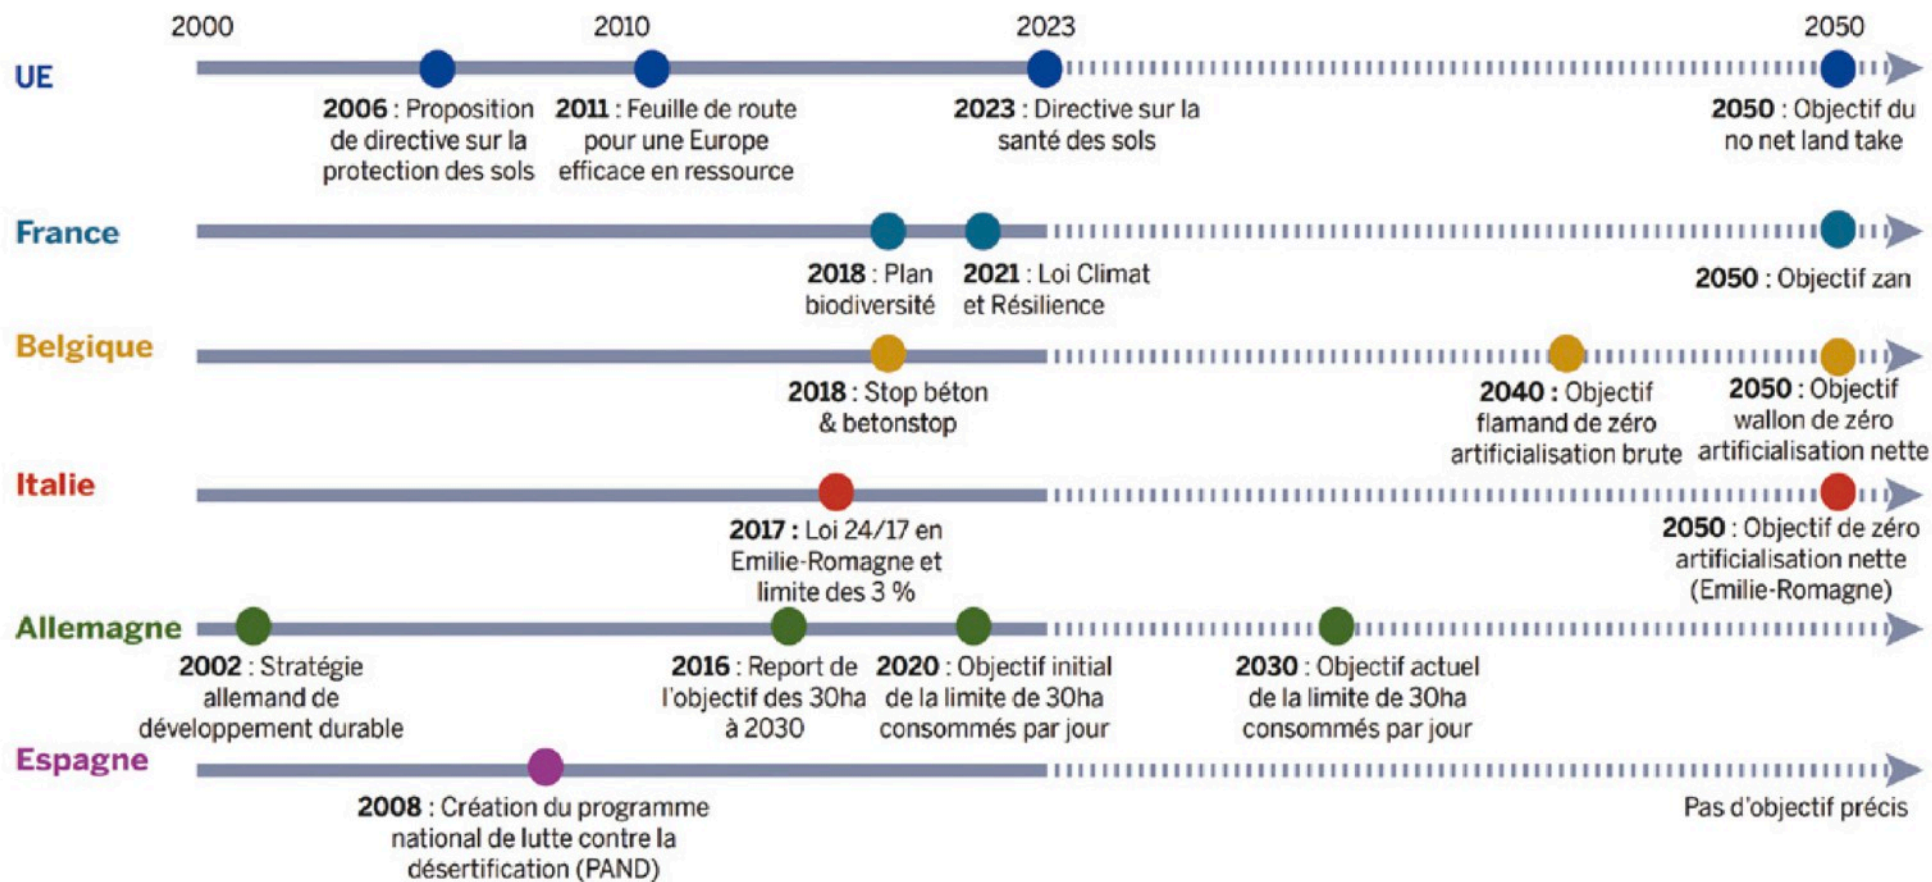 2000
2010
2023
2050
UE
2006 : Proposition
de directive sur la
protection des sols
2011 : Feuille de route
pour une Europe
efficace en ressource
2023 : Directive sur la
santé des sols
2050 : Objectif du
no net land take
France
2018 : Plan
biodiversité
2021 : Loi Climat
et Résilience
2050 : Objectif zan
Belgique
2018 : Stop béton
& betonstop
2040 : Objectif
flamand de zéro
artificialisation brute
2050 : Objectif
wallon de zéro
artificialisation nette
Italie
2017 : Loi 24/17 en
Emilie-Romagne et
limite des 3 %
2050 : Objectif de zéro
artificialisation nette
(Emilie-Romagne)
Allemagne
2002 : Stratégie
allemand de
développement durable
2016 : Report de
l'objectif des 30ha
à 2030
2020 : Objectif initial
de la limite de 30ha
consommés par jour
2030 : Objectif actuel
de la limite de 30ha
consommés par jour
Espagne
2008 : Création du programme
national de lutte contre la
désertification (PAND)
Pas d'objectif précis